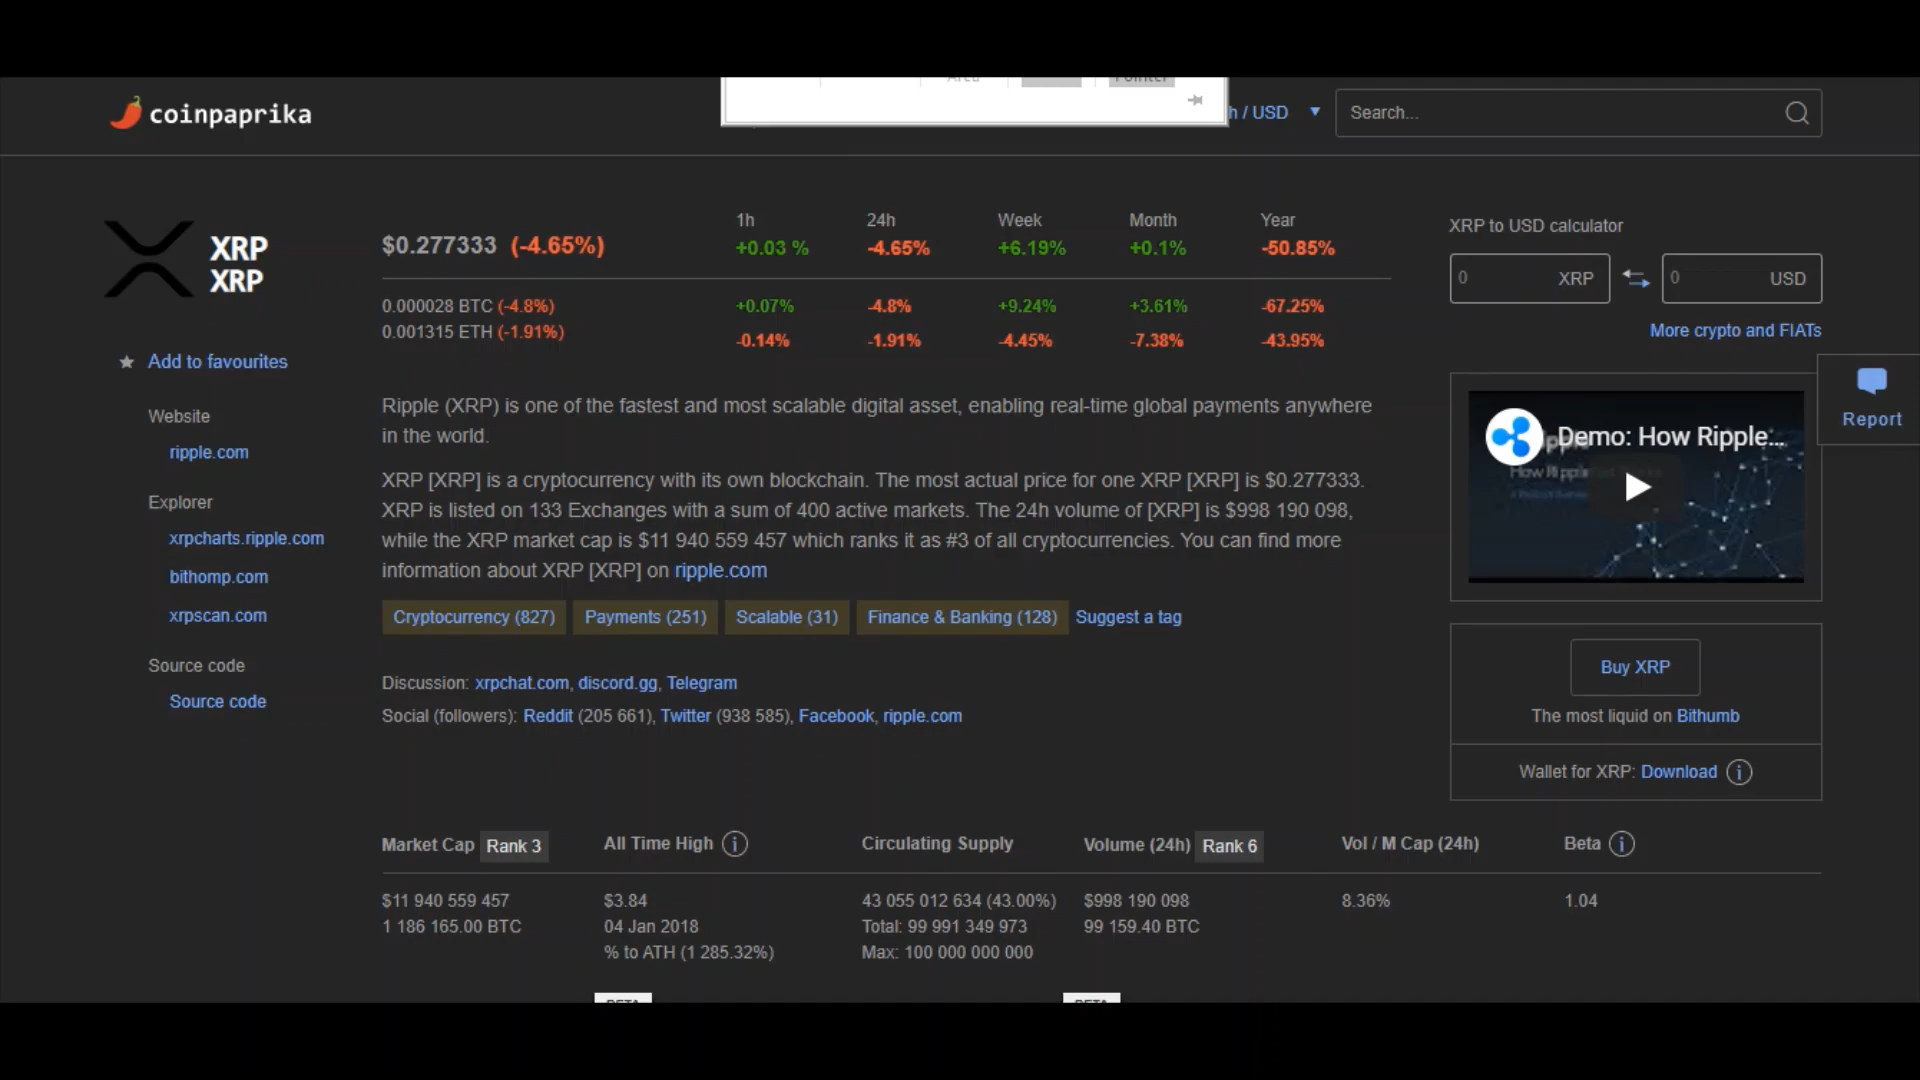 Area Pointer
coinpaprika
h / USD ▼
Search...
XRP
XRP
$0.277333 (-4.65%)
1h 24h Week Month Year
+0.03 % -4.65% +6.19% +0.1% -50.85%
0.000028 BTC (-4.8%) +0.07% -4.8% +9.24% +3.61% -67.25%
0.001315 ETH (-1.91%) -0.14% -1.91% -4.45% -7.38% -43.95%
XRP to USD calculator
0 XRP 0 USD
More crypto and FIATs
★ Add to favourites
Website
ripple.com
Explorer
xrpcharts.ripple.com
bithomp.com
xrpscan.com
Source code
Source code
Ripple (XRP) is one of the fastest and most scalable digital asset, enabling real-time global payments anywhere
in the world.
XRP [XRP] is a cryptocurrency with its own blockchain. The most actual price for one XRP [XRP] is $0.277333.
XRP is listed on 133 Exchanges with a sum of 400 active markets. The 24h volume of [XRP] is $998 190 098,
while the XRP market cap is $11 940 559 457 which ranks it as #3 of all cryptocurrencies. You can find more
information about XRP [XRP] on ripple.com
Cryptocurrency (827) Payments (251) Scalable (31) Finance & Banking (128) Suggest a tag
Discussion: xrpchat.com, discord.gg, Telegram
Social (followers): Reddit (205 661), Twitter (938 585), Facebook, ripple.com
Report
Demo: How Ripple...
Buy XRP
The most liquid on Bithumb
Wallet for XRP: Download i
Market Cap Rank 3 All Time High i Circulating Supply Volume (24h) Rank 6 Vol / M Cap (24h) Beta i
$11 940 559 457 $3.84 43 055 012 634 (43.00%) $998 190 098 8.36% 1.04
1 186 165.00 BTC 04 Jan 2018 Total: 99 991 349 973 99 159.40 BTC
% to ATH (1 285.32%) Max: 100 000 000 000
BETA BETA